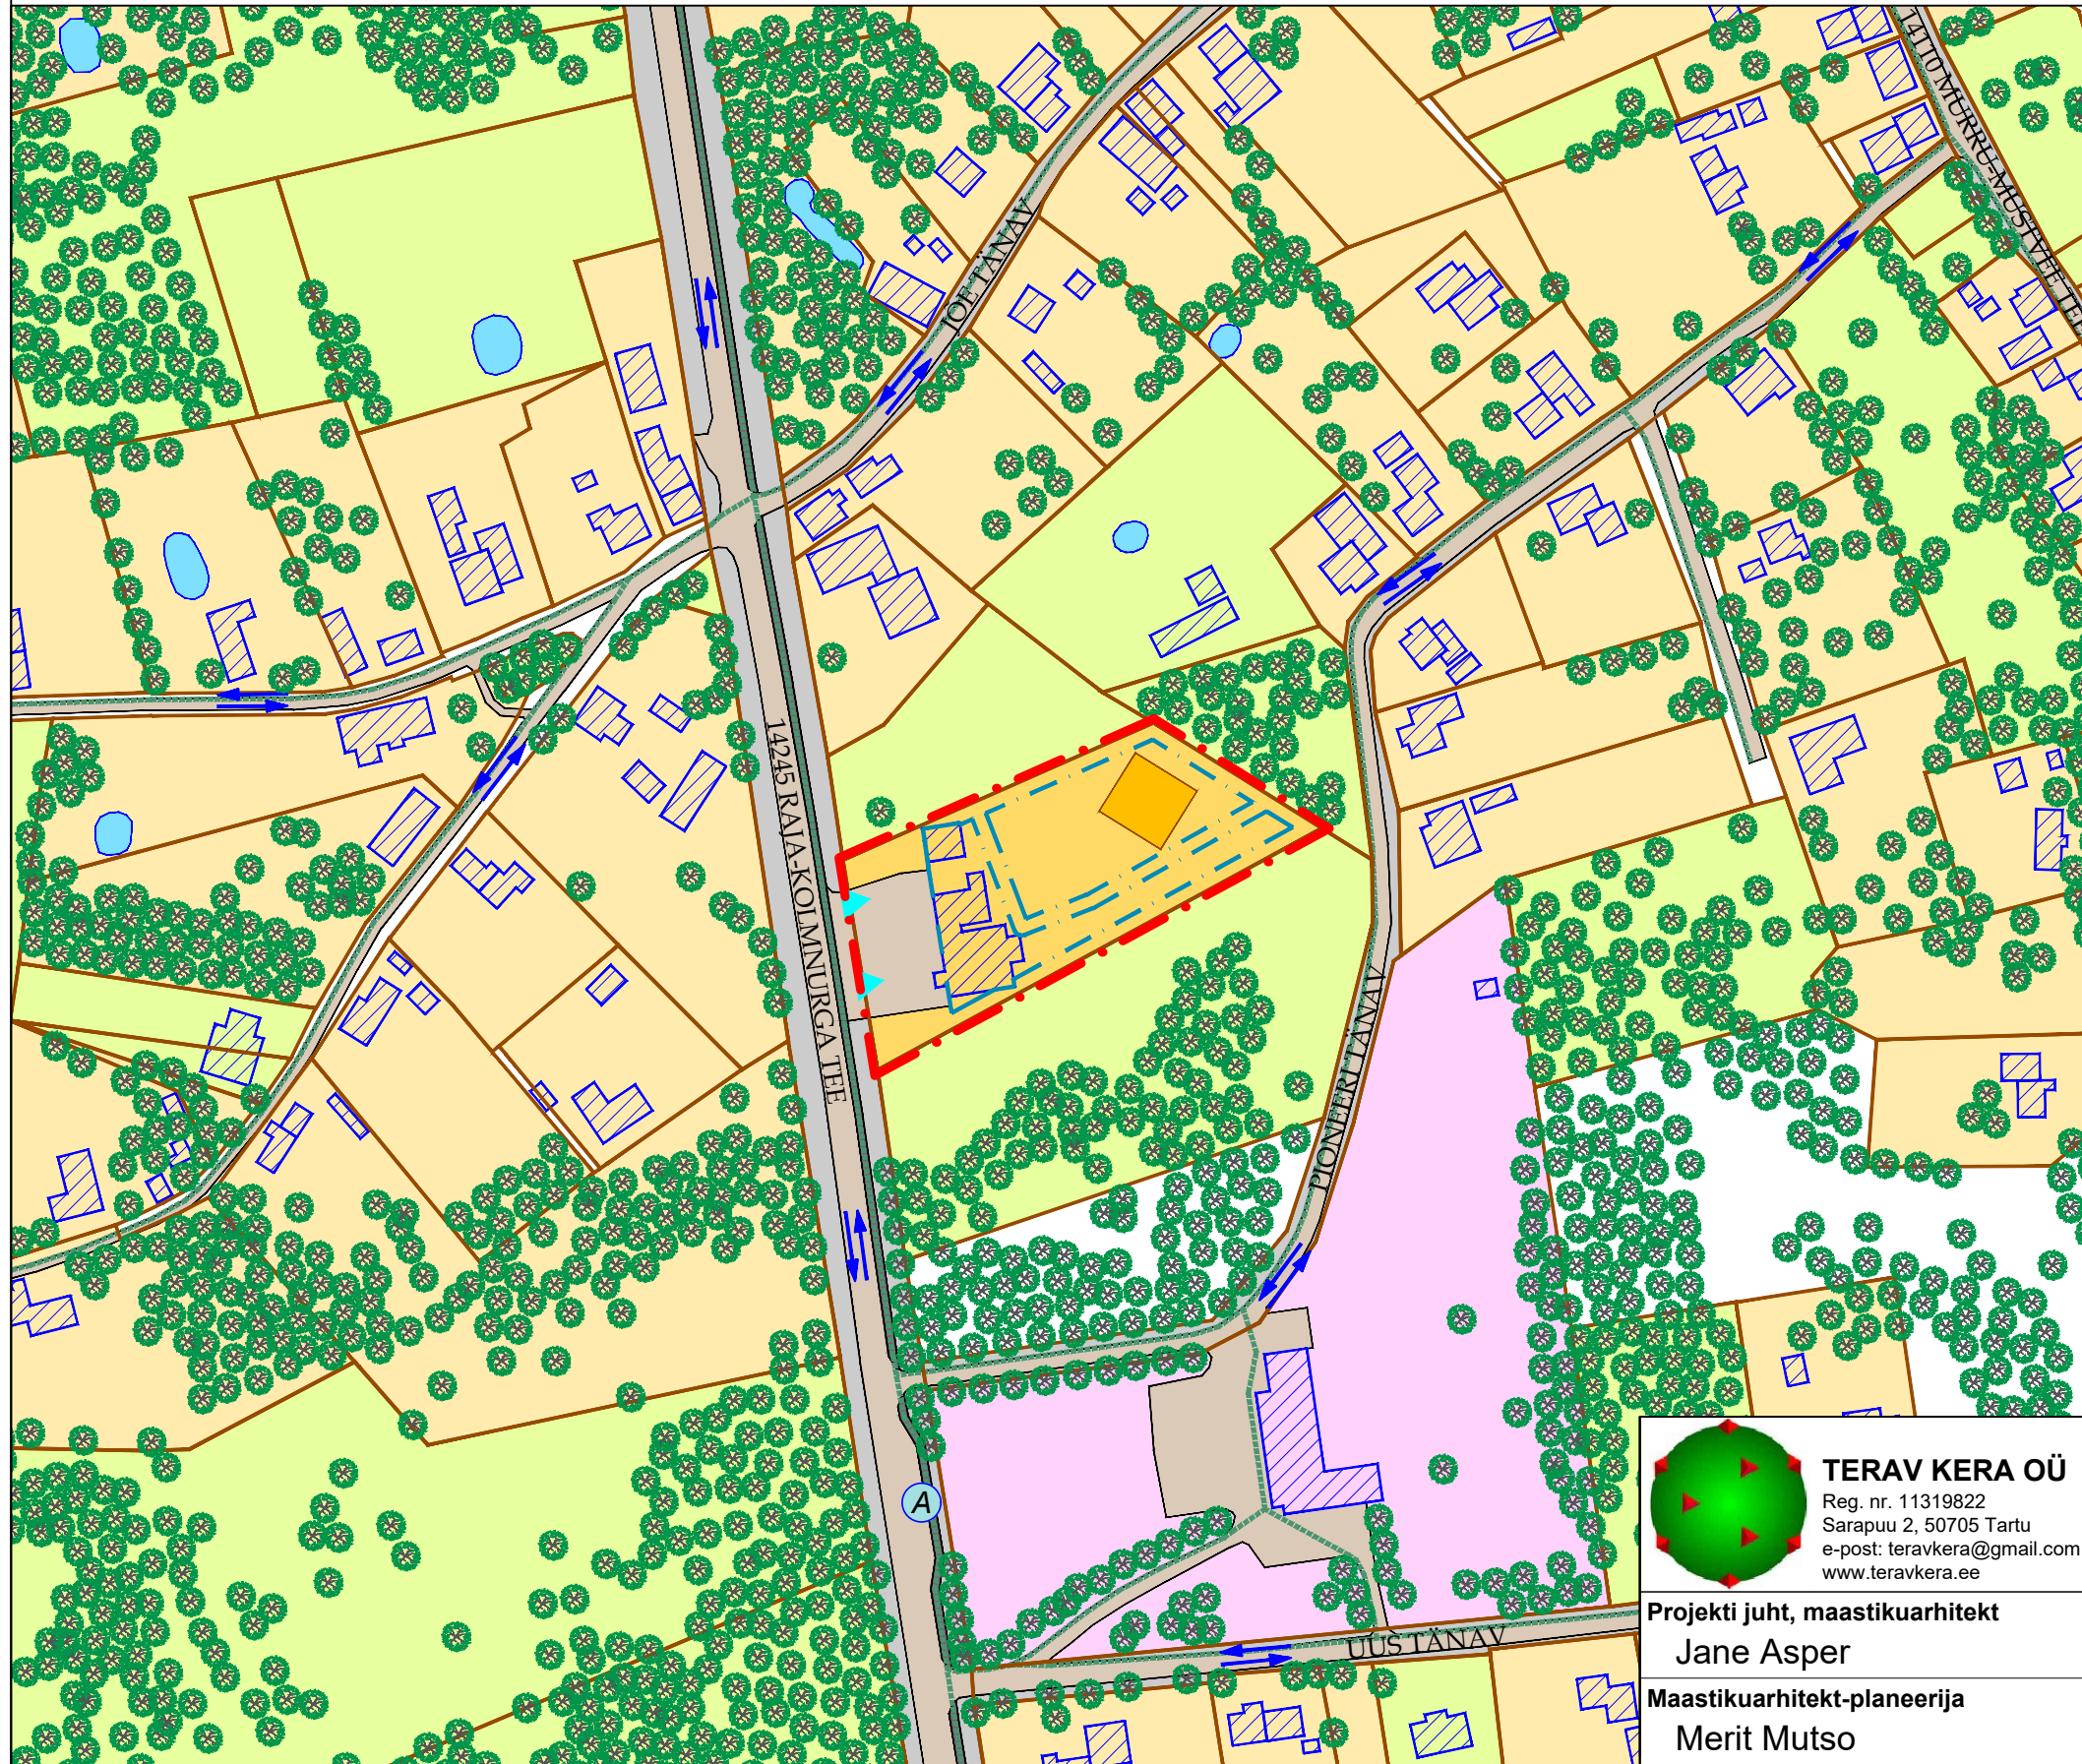 14110 MURRU-MUSTVEE TEE
JÕE TÄNAV
14245 RAJA-KOLMNURGA TEE
PIONEERI TÄNAV
A
UUS TÄNAV
TERAV KERA OÜ
Reg. nr. 11319822
Sarapuu 2, 50705 Tartu
e-post: teravkera@gmail.com
www.teravkera.ee
Projekti juht, maastikuarhitekt
Jane Asper
Maastikuarhitekt-planeerija
Merit Mutso